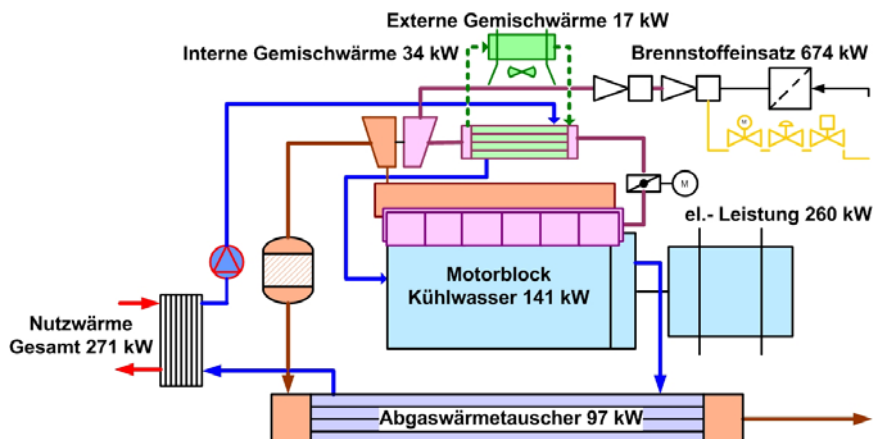 Externe Gemischwärme 17 kW
Interne Gemischwärme 34 kW
Brennstoffeinsatz 674 kW
M
M
el.- Leistung 260 kW
Motorblock
Kühlwasser 141 kW
Nutzwärme
Gesamt 271 kW
Abgaswärmetauscher 97 kW